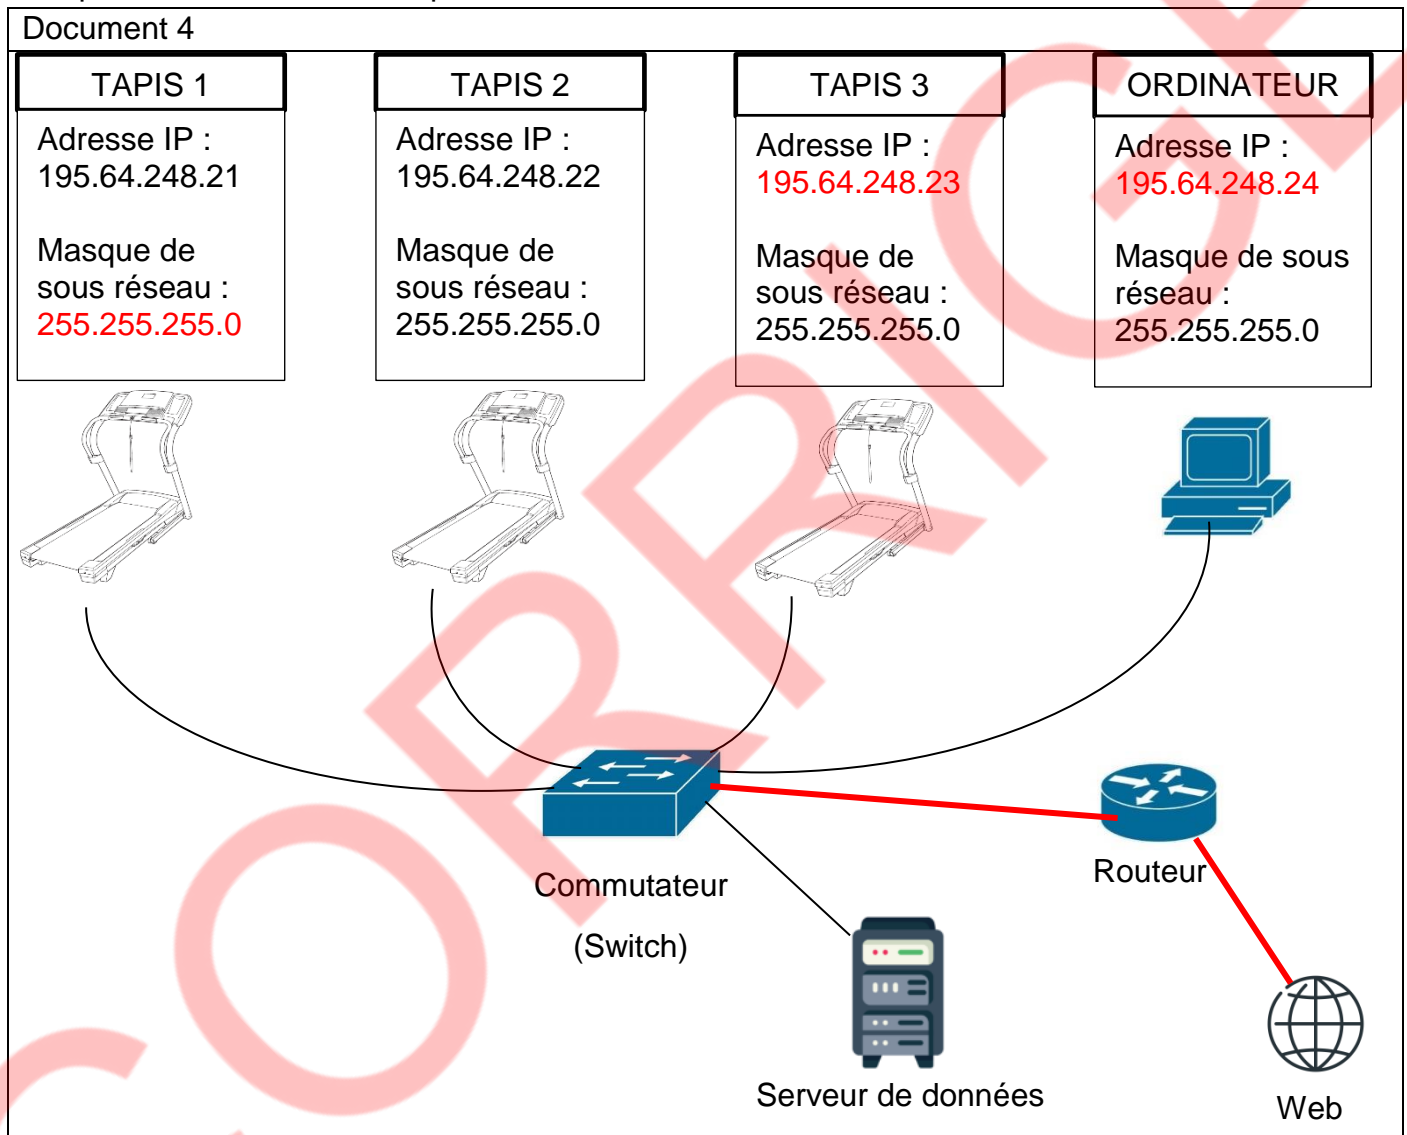 Document 4
TAPIS 1
Adresse IP :
195.64.248.21
Masque de
sous réseau :
255.255.255.0
TAPIS 2
Adresse IP :
195.64.248.22
Masque de
sous réseau :
255.255.255.0
TAPIS 3
Adresse IP :
195.64.248.23
Masque de
sous réseau :
255.255.255.0
ORDINATEUR
Adresse IP :
195.64.248.24
Masque de sous
réseau :
255.255.255.0
Commutateur
(Switch)
Routeur
Serveur de données
Web
CORRIGE